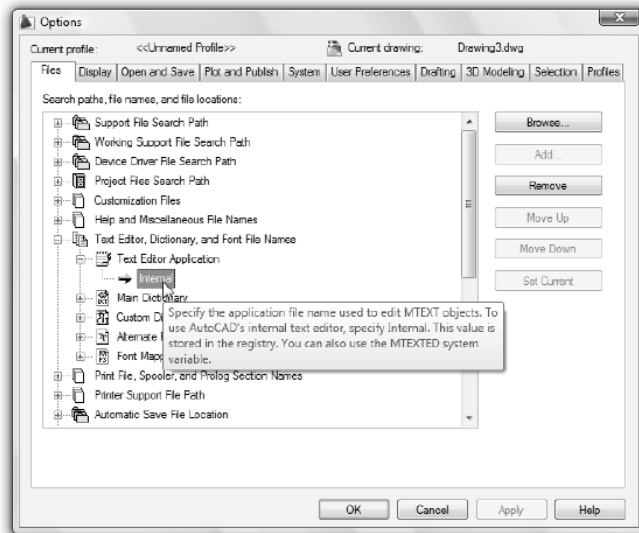 Options
Current profile: <<Unnamed Profile>> Current drawing: Drawing3.dwg
Files Display Open and Save Plot and Publish System User Preferences Drafting 3D Modeling Selection Profiles
Search paths, file names, and file locations:
Support File Search Path
Working Support File Search Path
Device Driver File Search Path
Project Files Search Path
Customization Files
Help and Miscellaneous File Names
Text Editor, Dictionary, and Font File Names
Text Editor Application
Internal
Main Dictionary
Custom Di
Alternate
Font Mapp
Specify the application file name used to edit MTEXT objects. To
use AutoCAD's internal text editor, specify Internal. This value is
stored in the registry. You can also use the MTEXTED system
variable.
Print File, Spooler, and Prolog Section Names
Printer Support File Path
Automatic Save File Location
Browse...
Add...
Remove
Move Up
Move Down
Set Current
OK Cancel Apply Help